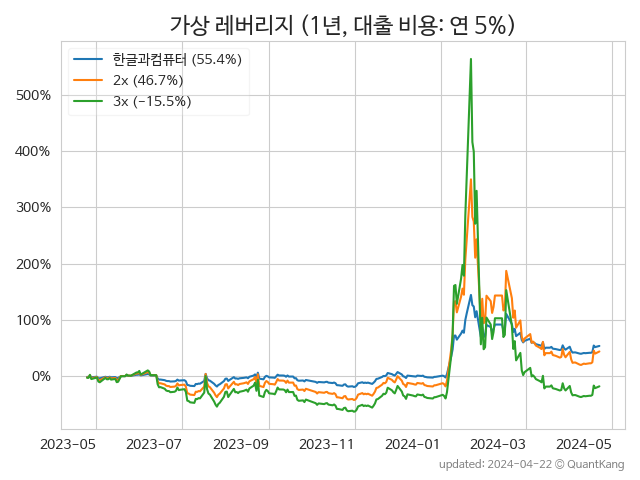 가상 레버리지 (1년, 대출 비용: 연 5%)
한글과컴퓨터 (55.4%)
2x (46.7%)
3x (-15.5%)
500%
400%
300%
200%
100%
0%
2023-05 2023-07 2023-09 2023-11 2024-01 2024-03 2024-05
updated: 2024-04-22 © QuantKang